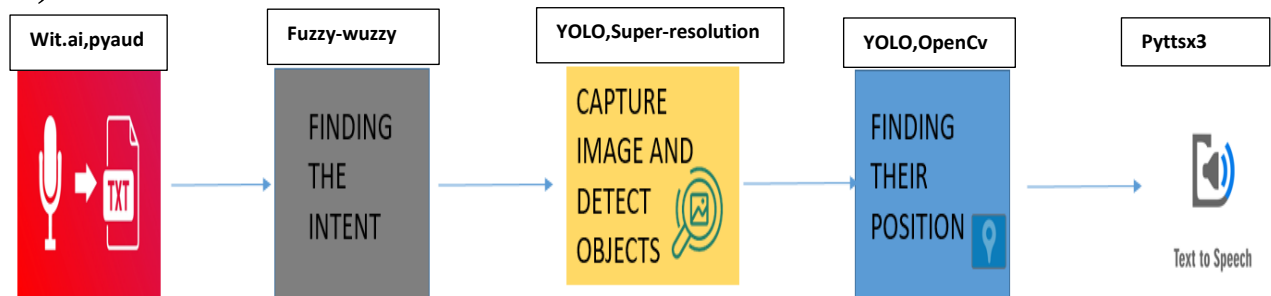 Wit.ai,pyaud
Fuzzy-wuzzy
YOLO,Super-resolution
YOLO,OpenCv
Pyttsx3
TXT
FINDING
THE
INTENT
CAPTURE
IMAGE AND
DETECT
OBJECTS
FINDING
THEIR
POSITION
Text to Speech